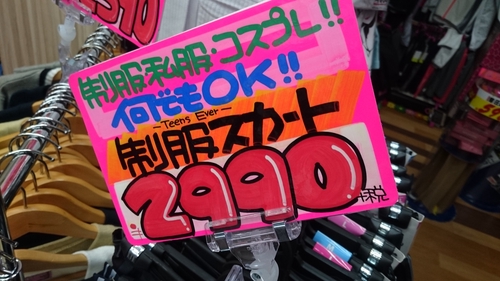 制服・私服・コスプレ!!
何でもOK!!
~Teens Ever~
制服スカート
2990
+税